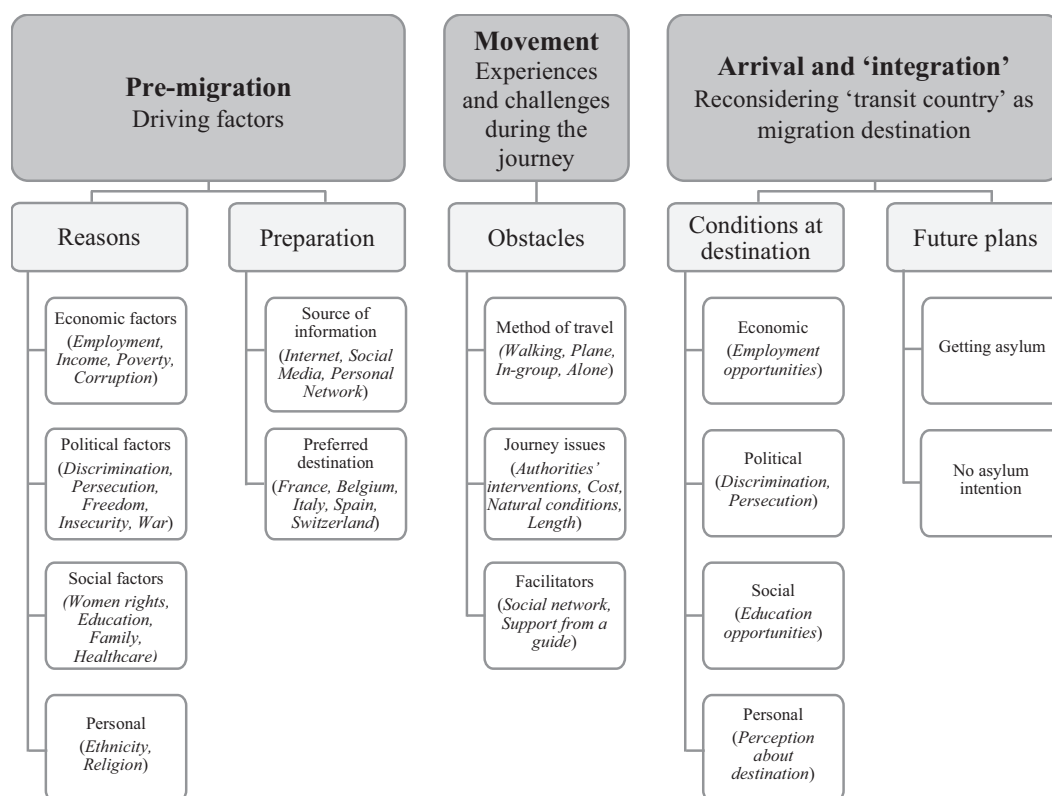 Pre-migration
Driving factors
Reasons
Economic factors
(Employment,
Income, Poverty,
Corruption)
Political factors
(Discrimination,
Persecution,
Freedom,
Insecurity, War)
Social factors
(Women rights,
Education,
Family,
Healthcare)
Personal
(Ethnicity,
Religion)
Preparation
Source of
information
(Internet, Social
Media, Personal
Network)
Preferred
destination
(France, Belgium,
Italy, Spain,
Switzerland)
Movement
Experiences
and challenges
during the
journey
Obstacles
Method of travel
(Walking, Plane,
In-group, Alone)
Journey issues
(Authorities’
interventions, Cost,
Natural conditions,
Length)
Facilitators
(Social network,
Support from a
guide)
Arrival and ‘integration’
Reconsidering ‘transit country’ as
migration destination
Conditions at
destination
Economic
(Employment
opportunities)
Political
(Discrimination,
Persecution)
Social
(Education
opportunities)
Personal
(Perception
about
destination)
Future plans
Getting asylum
No asylum
intention